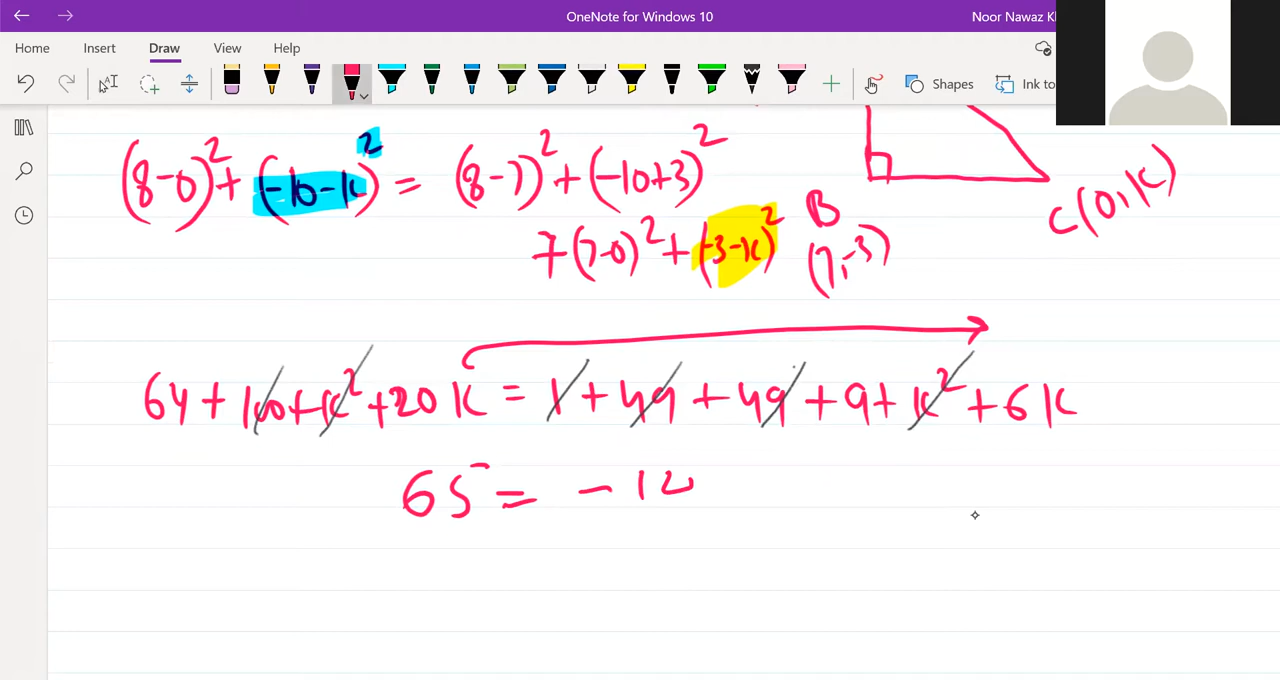 OneNote for Windows 10
Noor Nawaz Kh
Home Insert Draw View Help
Shapes
Ink to
(8-0)² + (-10-k)² = (8-7)² + (-10+3)²
7(7-0)² + (-3-k)²
B
(7,-3)
C(0,k)
64 + 100 + k² + 20k = 1 + 49 + 49 + 9 + k² + 6k
65 =